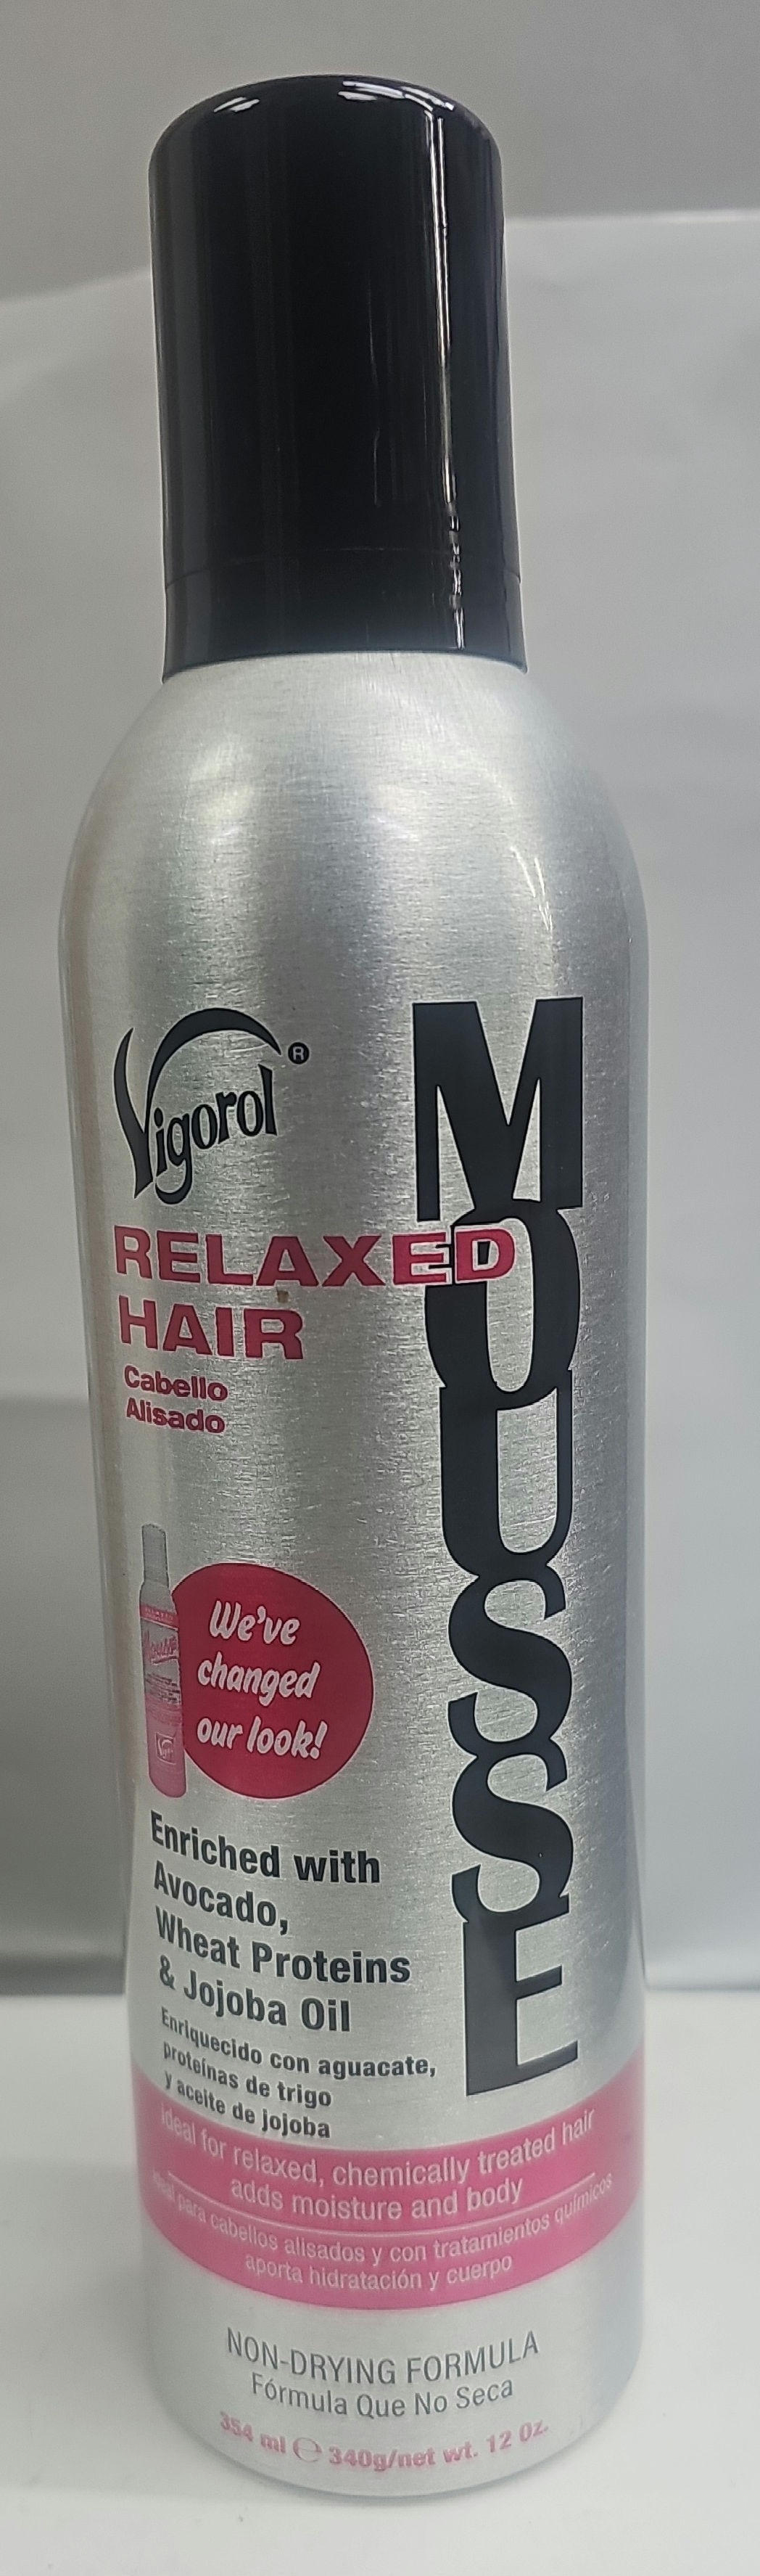 Vigorol®
MOUSSE
RELAXED
HAIR
Cabello
Alisado
We've
changed
our look!
Enriched with
Avocado,
Wheat Proteins
& Jojoba Oil
Enriquecido con aguacate,
proteínas de trigo
y aceite de jojoba
ideal for relaxed, chemically treated hair
adds moisture and body
ideal para cabellos alisados y con tratamientos químicos
aporta hidratación y cuerpo
NON-DRYING FORMULA
Fórmula Que No Seca
354 ml ℮ 340g/net wt. 12 Oz.